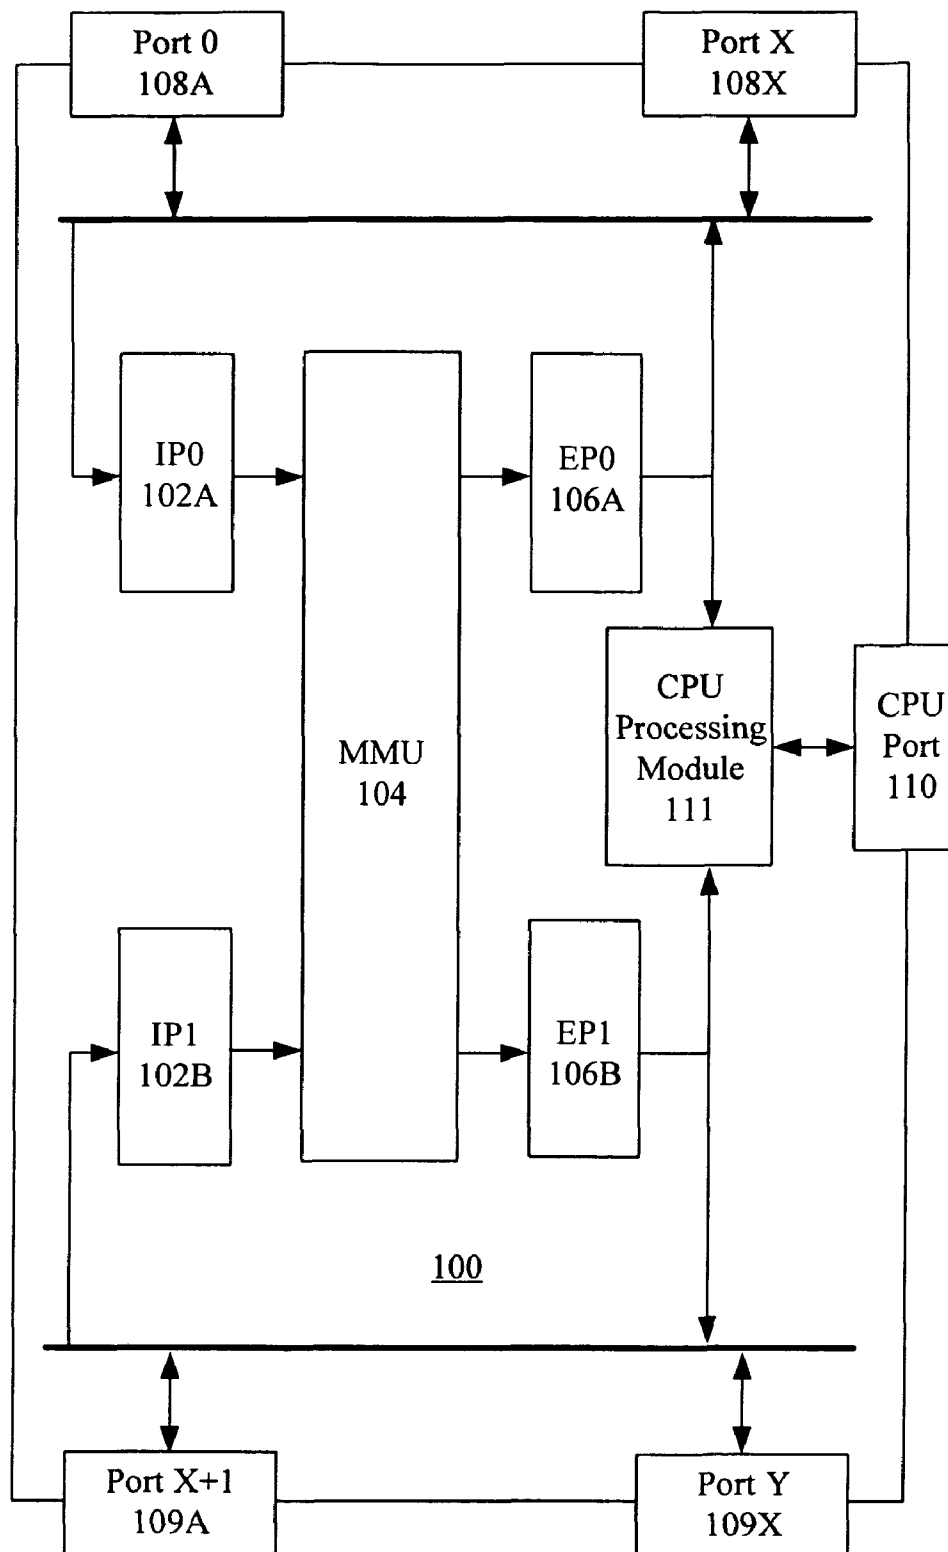 Port 0
108A
Port X
108X
IP0
102A
EP0
106A
MMU
104
CPU
Processing
Module
111
CPU
Port
110
IP1
102B
EP1
106B
100
Port X+1
109A
Port Y
109X